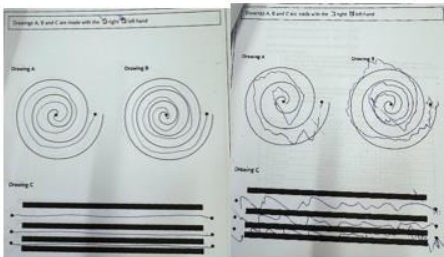 Drawings A, B and C are made with the ☐ right ☐ left hand
Drawing A
Drawing B
Drawing C
Drawings A, B and C are made with the ☐ right ☐ left hand
Drawing A
Drawing B
Drawing C